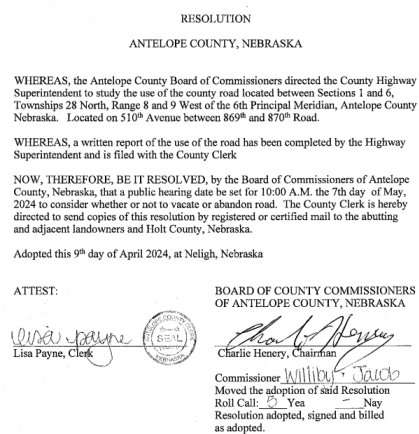 RESOLUTION
ANTELOPE COUNTY, NEBRASKA
WHEREAS, the Antelope County Board of Commissioners directed the County Highway
Superintendent to study the use of the county road located between Sections 1 and 6,
Townships 28 North, Range 8 and 9 West of the 6th Principal Meridian, Antelope County
Nebraska. Located on 510th Avenue between 869th and 870th Road.
WHEREAS, a written report of the use of the road has been completed by the Highway
Superintendent and is filed with the County Clerk
NOW, THEREFORE, BE IT RESOLVED, by the Board of Commissioners of Antelope
County, Nebraska, that a public hearing date be set for 10:00 A.M. the 7th day of May,
2024 to consider whether or not to vacate or abandon road. The County Clerk is hereby
directed to send copies of this resolution by registered or certified mail to the abutting
and adjacent landowners and Holt County, Nebraska.
Adopted this 9th day of April 2024, at Neligh, Nebraska
ATTEST:
BOARD OF COUNTY COMMISSIONERS
OF ANTELOPE COUNTY, NEBRASKA
Lisa Payne
SEAL
NEBRASKA
Lisa Payne, Clerk
Charlie Henery, Chairman
Commissioner Williby - Jacob
Moved the adoption of said Resolution
Roll Call: 5 Yea - Nay
Resolution adopted, signed and billed
as adopted.